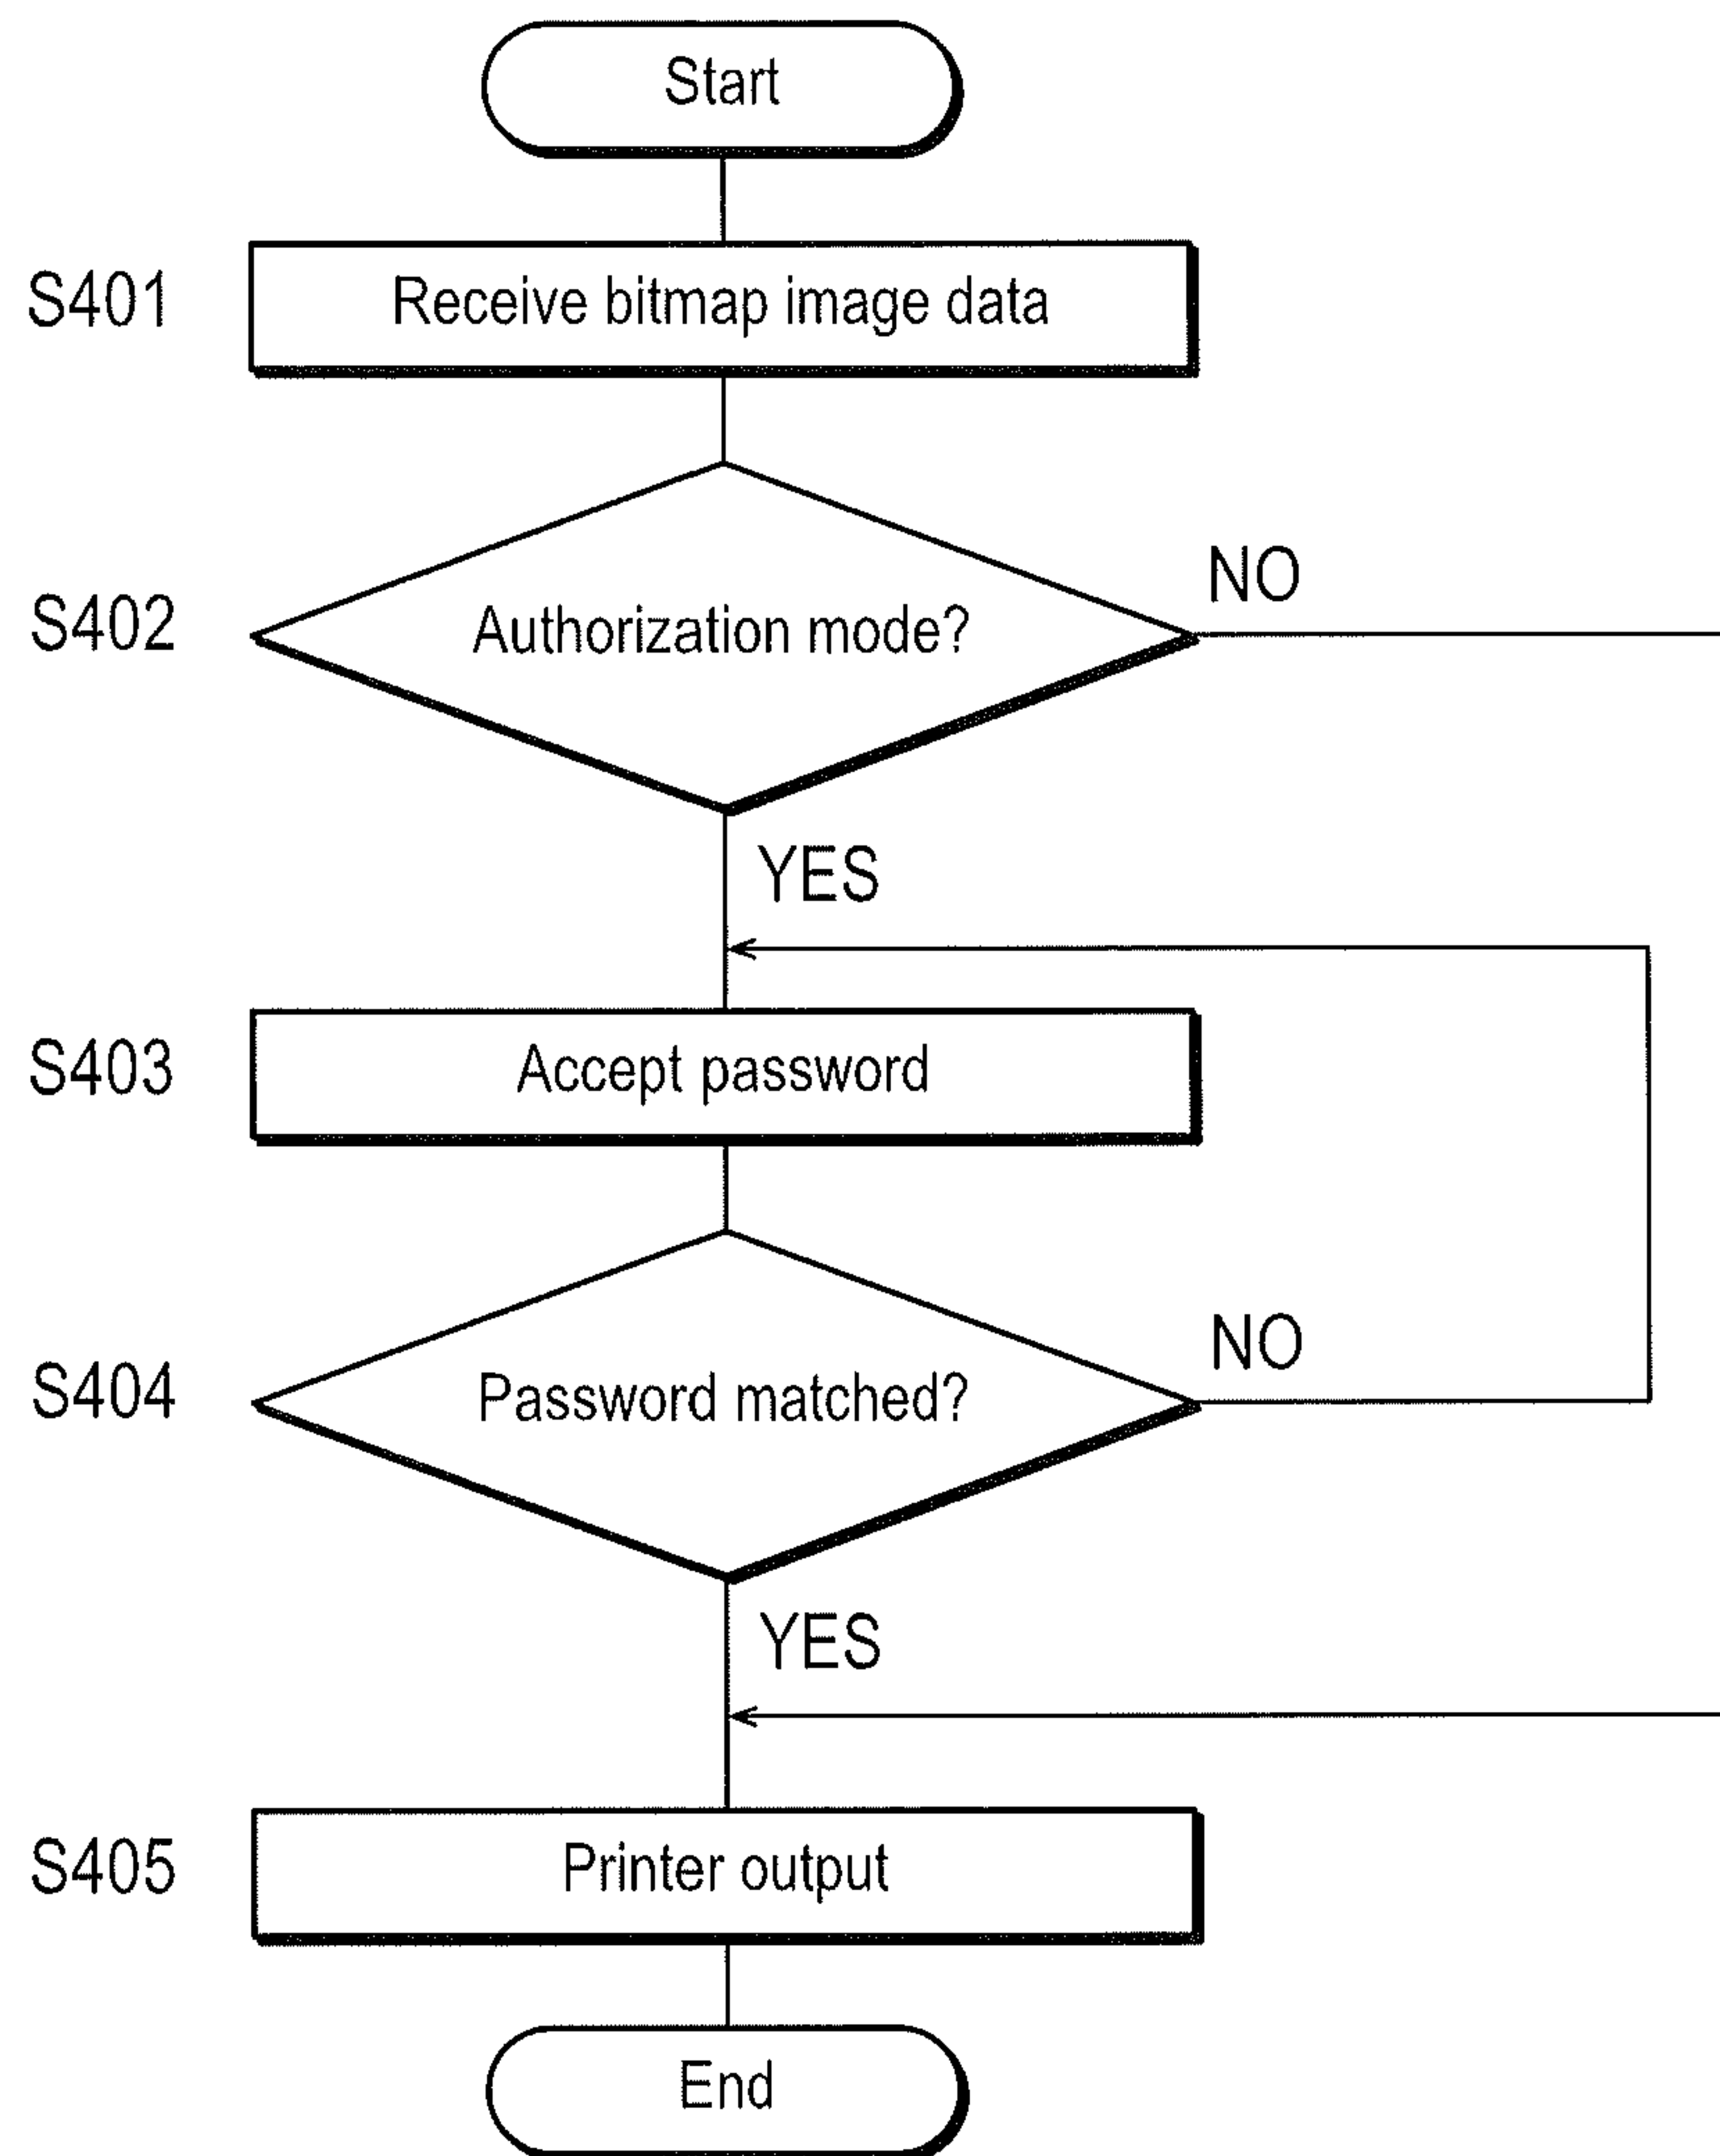 Start
S401
Receive bitmap image data
S402
Authorization mode?
NO
YES
S403
Accept password
S404
Password matched?
NO
YES
S405
Printer output
End